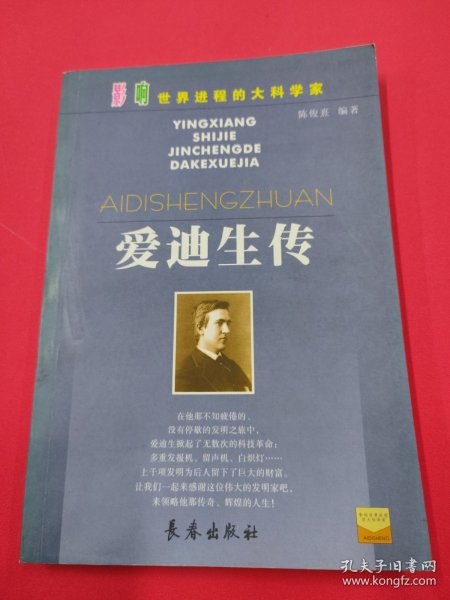 影响世界进程的大科学家
陈俊 编著
YINGXIANG
SHIJIE
JINCHENGDE
DAKEXUEJIA
AIDISHENGZHUAN
爱迪生传
在他那不知疲倦的、
没有停歇的发明之旅中，
爱迪生掀起了无数次的科技革命：
多重发报机、留声机、白炽灯……
上千项发明为后人留下了巨大的财富。
让我们一起来感谢这位伟大的发明家吧，
来领略他那传奇、辉煌的人生！
长春出版社
AIDISHENG
孔夫子旧书网
www.kongfz.com